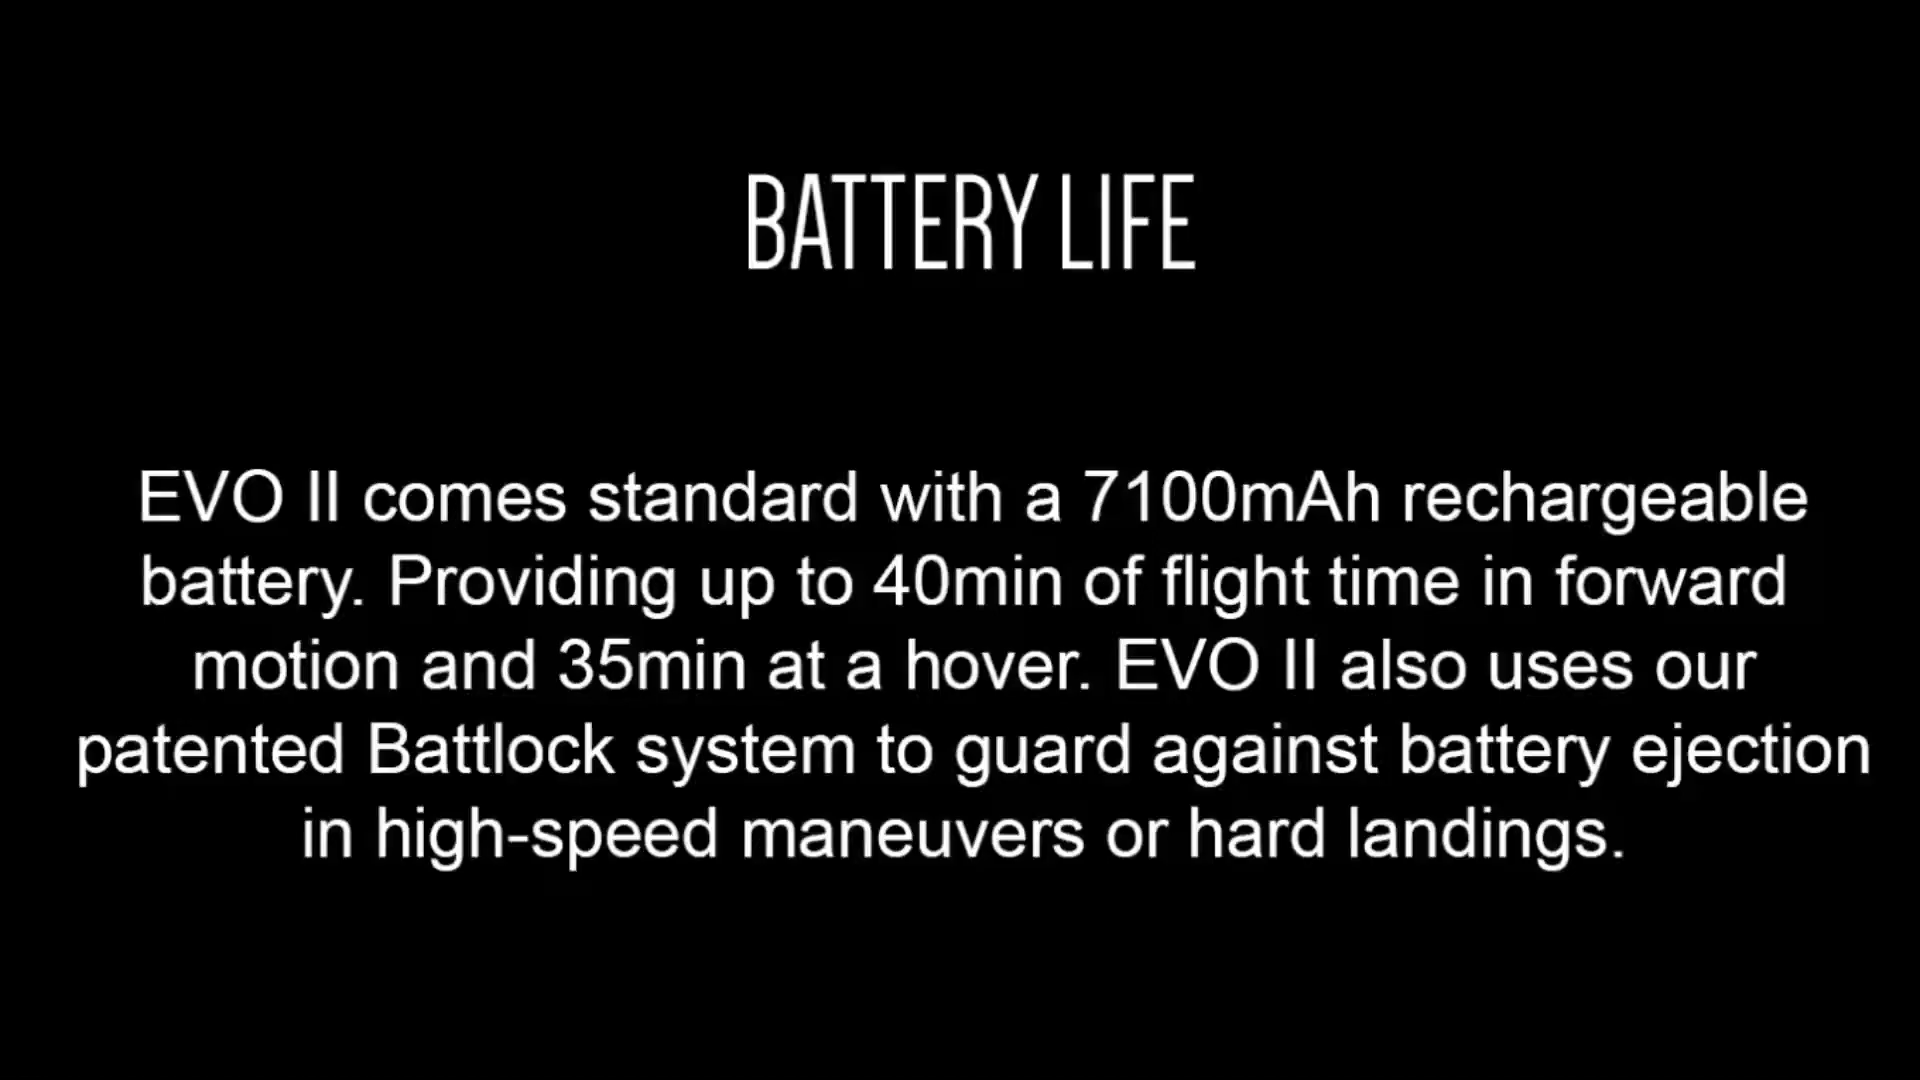 BATTERY LIFE
EVO II comes standard with a 7100mAh rechargeable
battery. Providing up to 40min of flight time in forward
motion and 35min at a hover. EVO II also uses our
patented Battlock system to guard against battery ejection
in high-speed maneuvers or hard landings.